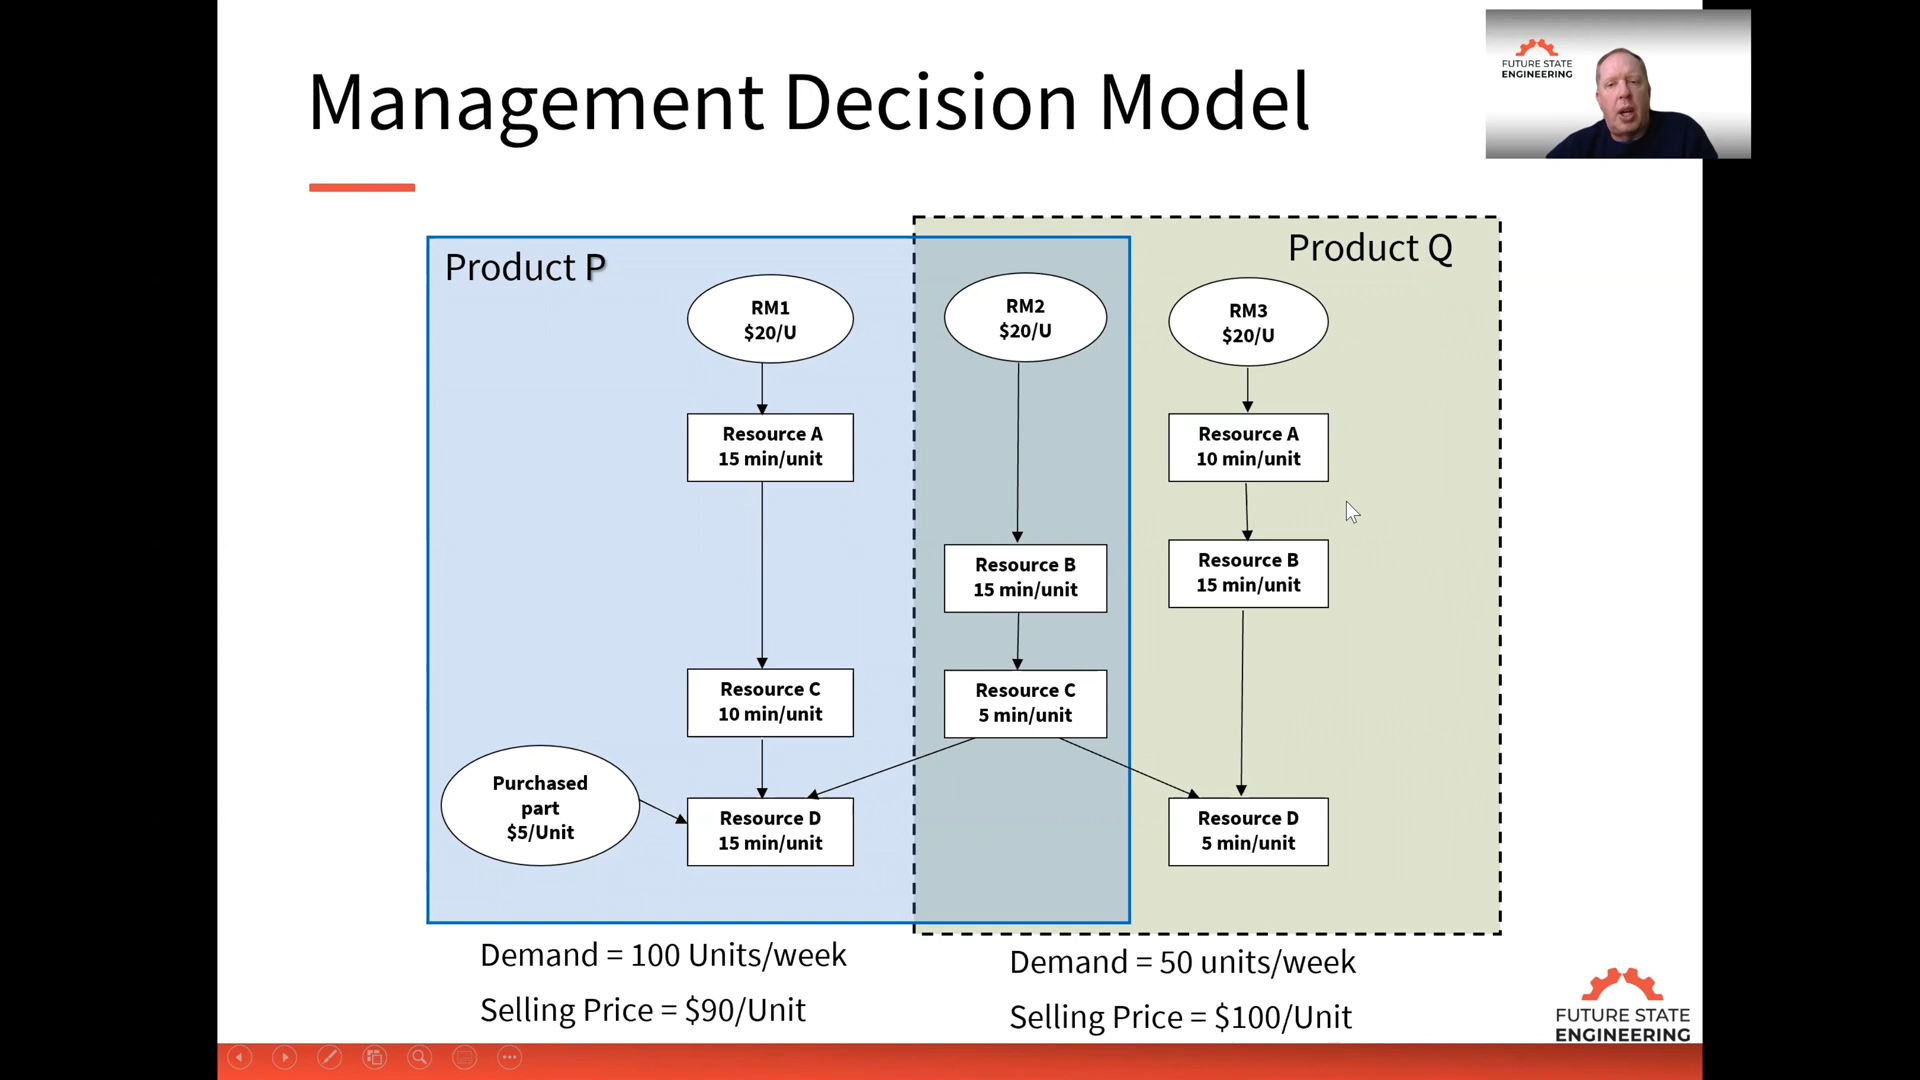 Management Decision Model
FUTURE STATE
ENGINEERING
Product P
Product Q
RM1
$20/U
RM2
$20/U
RM3
$20/U
Resource A
15 min/unit
Resource A
10 min/unit
Resource B
15 min/unit
Resource B
15 min/unit
Resource C
10 min/unit
Resource C
5 min/unit
Purchased
part
$5/Unit
Resource D
15 min/unit
Resource D
5 min/unit
Demand = 100 Units/week
Selling Price = $90/Unit
Demand = 50 units/week
Selling Price = $100/Unit
FUTURE STATE
ENGINEERING